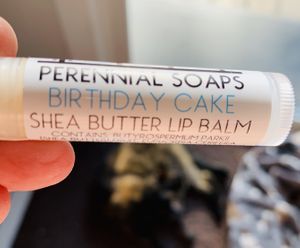 PERENNIAL SOAPS
BIRTHDAY CAKE
SHEA BUTTER LIP BALM
CONTAINS: BUTYROSPERMUM PARKII